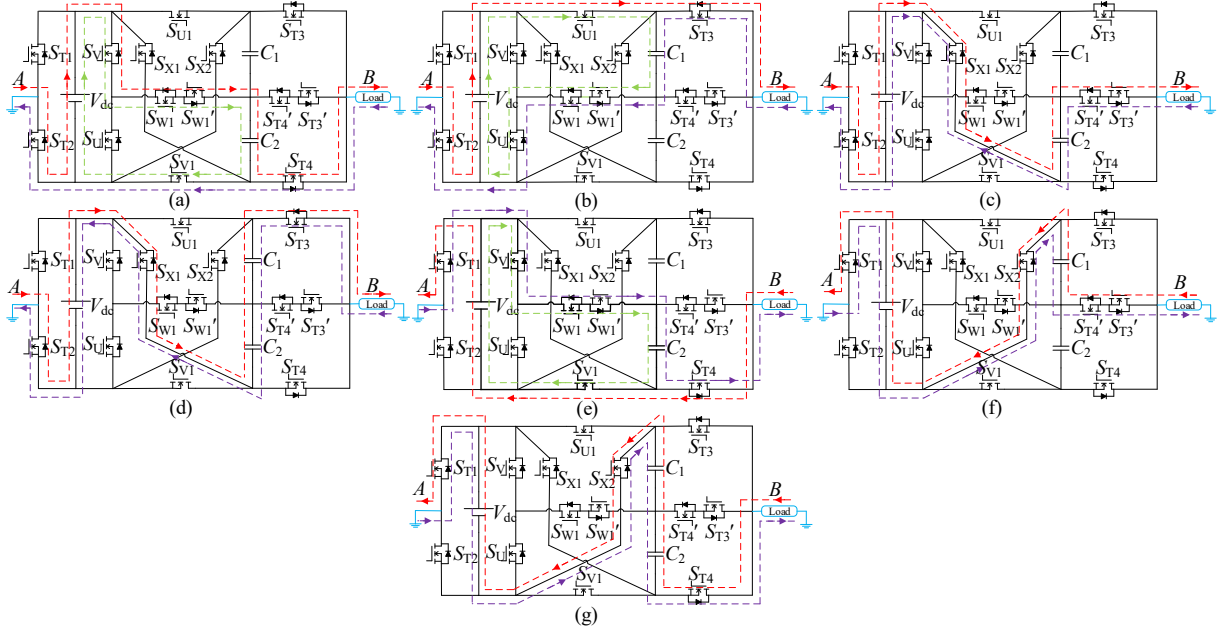 S_U1 S_T3
S_T1 S_V S_X1 S_X2 C_1
A B
V_dc S_W1 S_W1′ S_T4′ S_T3′ Load
S_T2 S_U C_2
S_V1 S_T4
(a)
S_U1 S_T3
S_T1 S_V S_X1 S_X2 C_1
A B
V_dc S_W1 S_W1′ S_T4′ S_T3′ Load
S_T2 S_U C_2
S_V1 S_T4
(b)
S_U1 S_T3
S_T1 S_V S_X1 S_X2 C_1
A B
V_dc S_W1 S_W1′ S_T4′ S_T3′ Load
S_T2 S_U C_2
S_V1 S_T4
(c)
S_U1 S_T3
S_T1 S_V S_X1 S_X2 C_1
A B
V_dc S_W1 S_W1′ S_T4′ S_T3′ Load
S_T2 S_U C_2
S_V1 S_T4
(d)
S_U1 S_T3
S_T1 S_V S_X1 S_X2 C_1
A B
V_dc S_W1 S_W1′ S_T4′ S_T3′ Load
S_T2 S_U C_2
S_V1 S_T4
(e)
S_U1 S_T3
S_T1 S_V S_X1 S_X2 C_1
A B
V_dc S_W1 S_W1′ S_T4′ S_T3′ Load
S_T2 S_U C_2
S_V1 S_T4
(f)
S_U1 S_T3
S_T1 S_V S_X1 S_X2 C_1
A B
V_dc S_W1 S_W1′ S_T4′ S_T3′ Load
S_T2 S_U C_2
S_V1 S_T4
(g)